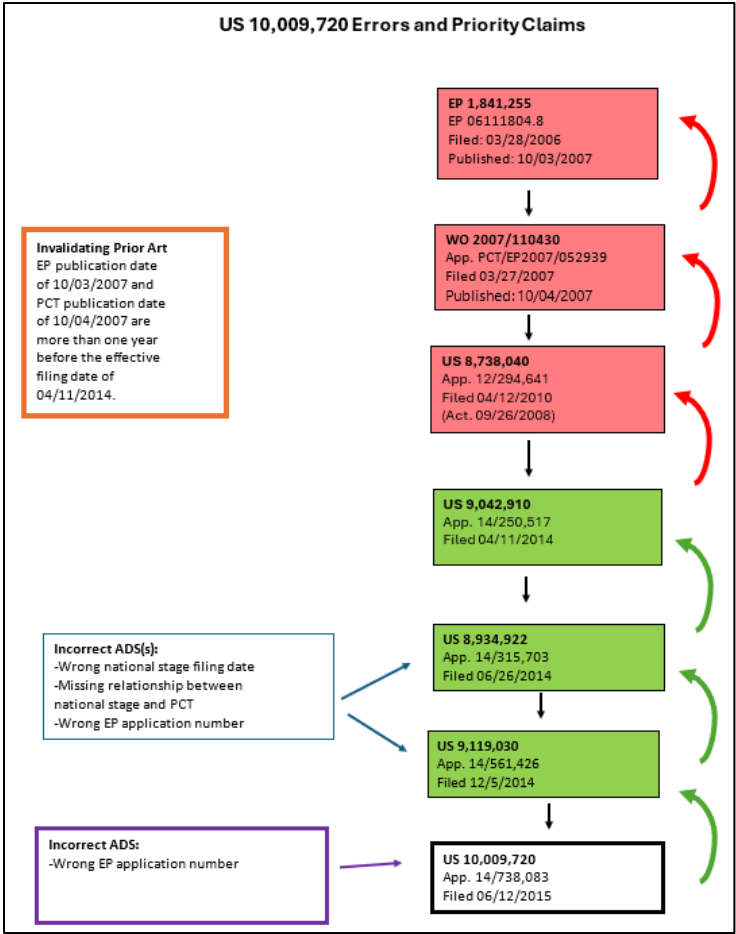 US 10,009,720 Errors and Priority Claims
EP 1,841,255
EP 06111804.8
Filed: 03/28/2006
Published: 10/03/2007
Invalidating Prior Art
EP publication date
of 10/03/2007 and
PCT publication date
of 10/04/2007 are
more than one year
before the effective
filing date of
04/11/2014.
WO 2007/110430
App. PCT/EP2007/052939
Filed 03/27/2007
Published: 10/04/2007
US 8,738,040
App. 12/294,641
Filed 04/12/2010
(Act. 09/26/2008)
US 9,042,910
App. 14/250,517
Filed 04/11/2014
Incorrect ADS(s):
-Wrong national stage filing date
-Missing relationship between
national stage and PCT
-Wrong EP application number
US 8,934,922
App. 14/315,703
Filed 06/26/2014
US 9,119,030
App. 14/561,426
Filed 12/5/2014
Incorrect ADS:
-Wrong EP application number
US 10,009,720
App. 14/738,083
Filed 06/12/2015